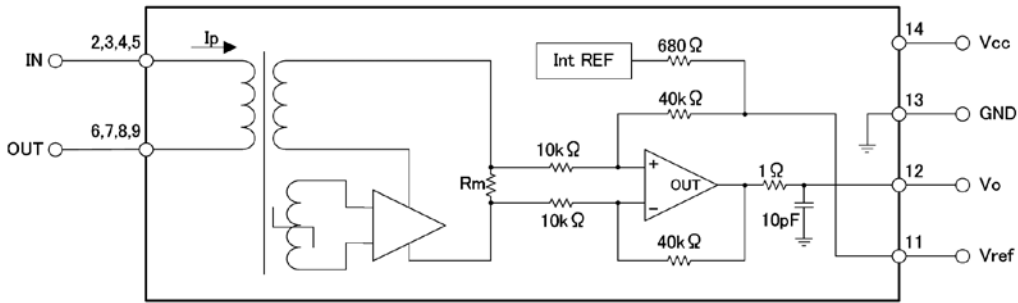 14
Vcc
680Ω
2,3,4,5
Ip
IN
Int REF
40kΩ
13
GND
6,7,8,9
OUT
10kΩ
+
1Ω
12
Rm
OUT
Vo
−
10kΩ
10pF
40kΩ
11
Vref